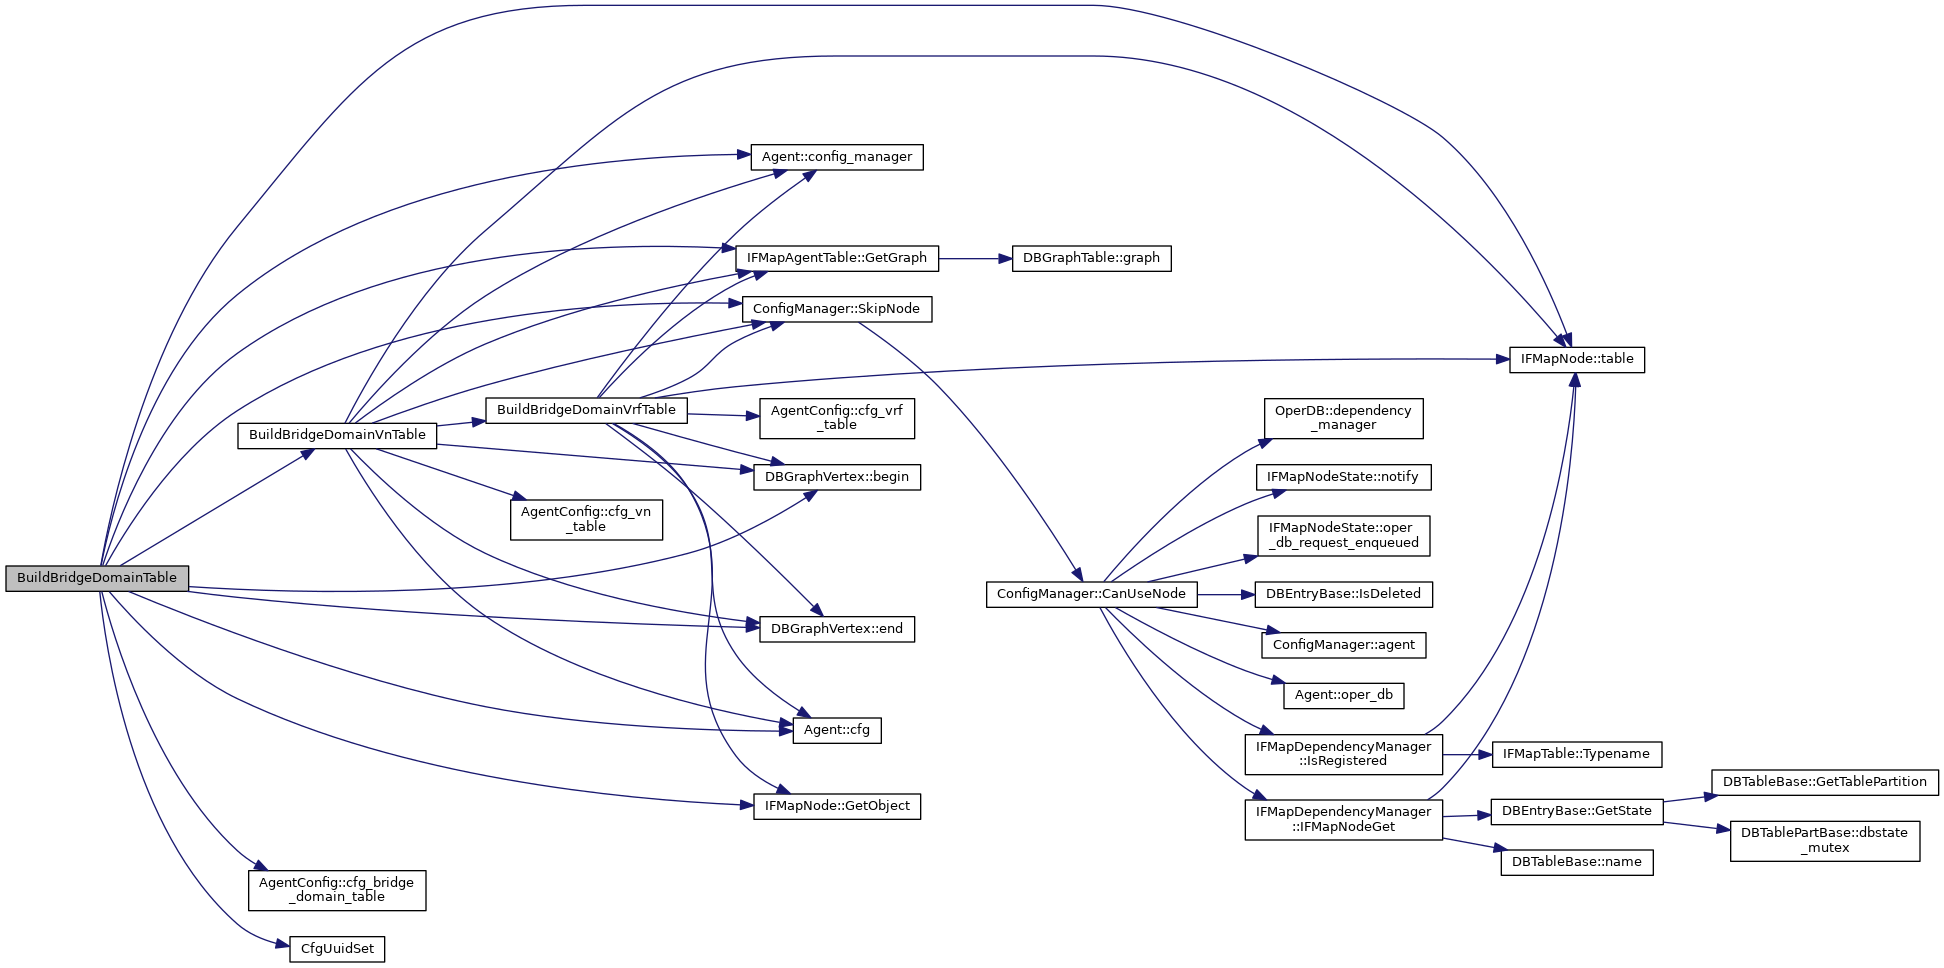 BuildBridgeDomainTable
BuildBridgeDomainVnTable
AgentConfig::cfg_bridge
_domain_table
CfgUuidSet
BuildBridgeDomainVrfTable
AgentConfig::cfg_vn
_table
Agent::config_manager
IFMapAgentTable::GetGraph
ConfigManager::SkipNode
AgentConfig::cfg_vrf
_table
DBGraphVertex::begin
DBGraphVertex::end
Agent::cfg
IFMapNode::GetObject
DBGraphTable::graph
ConfigManager::CanUseNode
OperDB::dependency
_manager
IFMapNodeState::notify
IFMapNodeState::oper
_db_request_enqueued
DBEntryBase::IsDeleted
ConfigManager::agent
Agent::oper_db
IFMapDependencyManager
::IsRegistered
IFMapDependencyManager
::IFMapNodeGet
IFMapNode::table
IFMapTable::Typename
DBEntryBase::GetState
DBTableBase::name
DBTableBase::GetTablePartition
DBTablePartBase::dbstate
_mutex